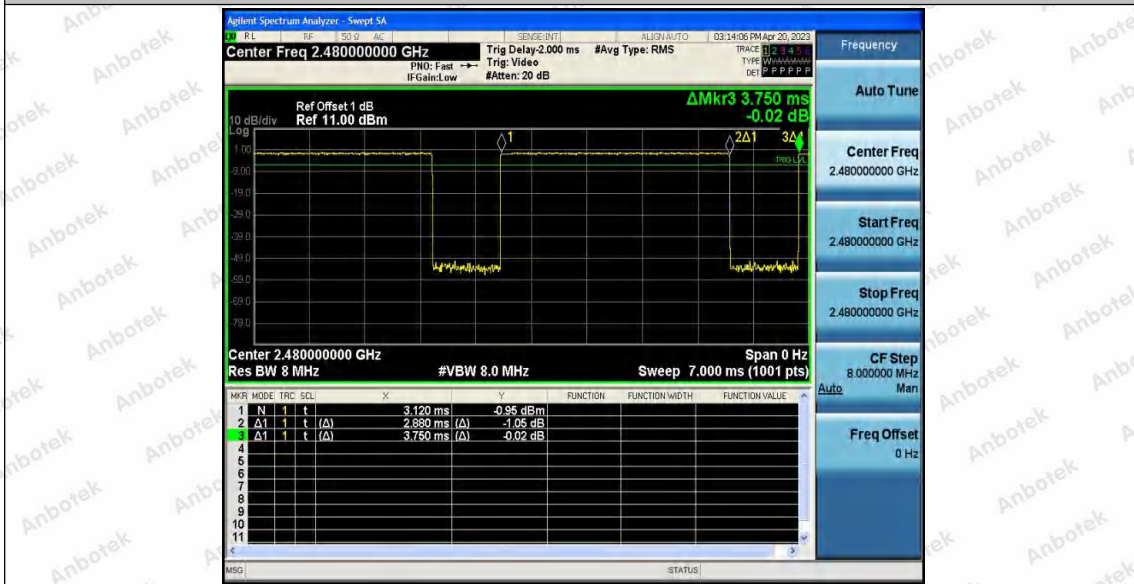 Agilent Spectrum Analyzer - Swept SA
LXI RL RF 50 Ω AC SENSE:INT ALIGN AUTO 03:14:06 PM Apr 20, 2023
Center Freq 2.480000000 GHz
PNO: Fast
IFGain:Low
Trig Delay-2.000 ms
Trig: Video
#Atten: 20 dB
#Avg Type: RMS
TRACE 1 2 3 4 5 6
TYPE WWWWWW
DET P P P P P P
Frequency
Auto Tune
Center Freq
2.480000000 GHz
Start Freq
2.480000000 GHz
Stop Freq
2.480000000 GHz
CF Step
8.000000 MHz
Auto Man
Freq Offset
0 Hz
Ref Offset 1 dB
10 dB/div Ref 11.00 dBm
Log
ΔMkr3 3.750 ms
-0.02 dB
1 2Δ1 3Δ1
TRIG LVL
1.00
-9.00
-19.0
-29.0
-39.0
-49.0
-59.0
-69.0
-79.0
Center 2.480000000 GHz Span 0 Hz
Res BW 8 MHz #VBW 8.0 MHz Sweep 7.000 ms (1001 pts)
MKR MODE TRC SCL X Y FUNCTION FUNCTION WIDTH FUNCTION VALUE
1 N 1 t 3.120 ms -0.95 dBm
2 Δ1 1 t (Δ) 2.880 ms (Δ) -1.05 dB
3 Δ1 1 t (Δ) 3.750 ms (Δ) -0.02 dB
4
5
6
7
8
9
10
11
MSG STATUS
Anbotek